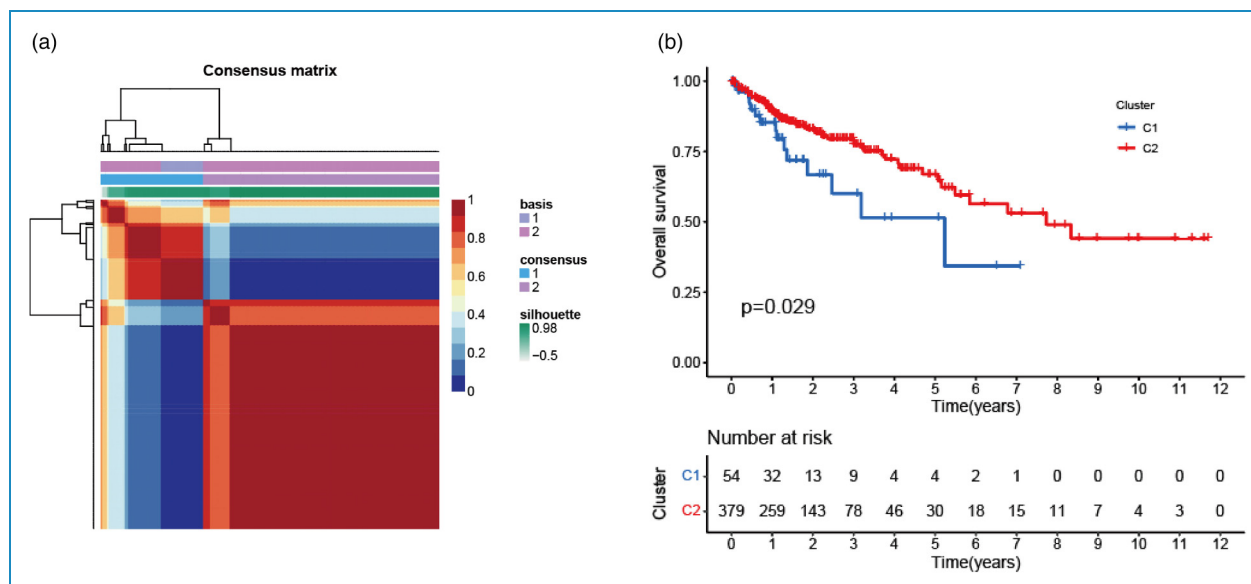 (a)
Consensus matrix
1
0.8
0.6
0.4
0.2
0
basis
1
2
consensus
1
2
silhouette
0.98
−0.5
(b)
Overall survival
1.00
0.75
0.50
0.25
0.00
Cluster
C1
C2
p=0.029
0 1 2 3 4 5 6 7 8 9 10 11 12
Time(years)
Number at risk
Cluster
C1 54 32 13 9 4 4 2 1 0 0 0 0 0
C2 379 259 143 78 46 30 18 15 11 7 4 3 0
0 1 2 3 4 5 6 7 8 9 10 11 12
Time(years)